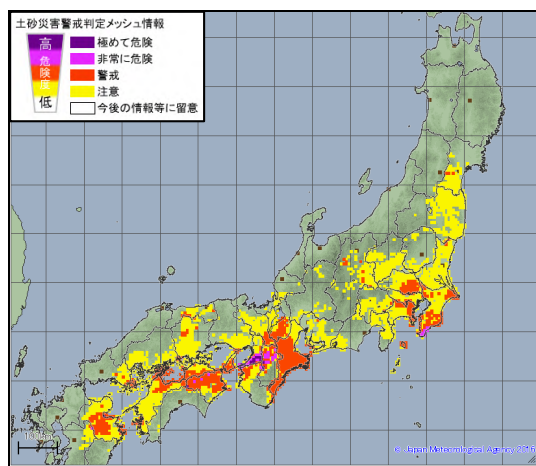 土砂災害警戒判定メッシュ情報
高
危険度
低
極めて危険
非常に危険
警戒
注意
今後の情報等に留意
100km
© Japan Meteorological Agency 2016